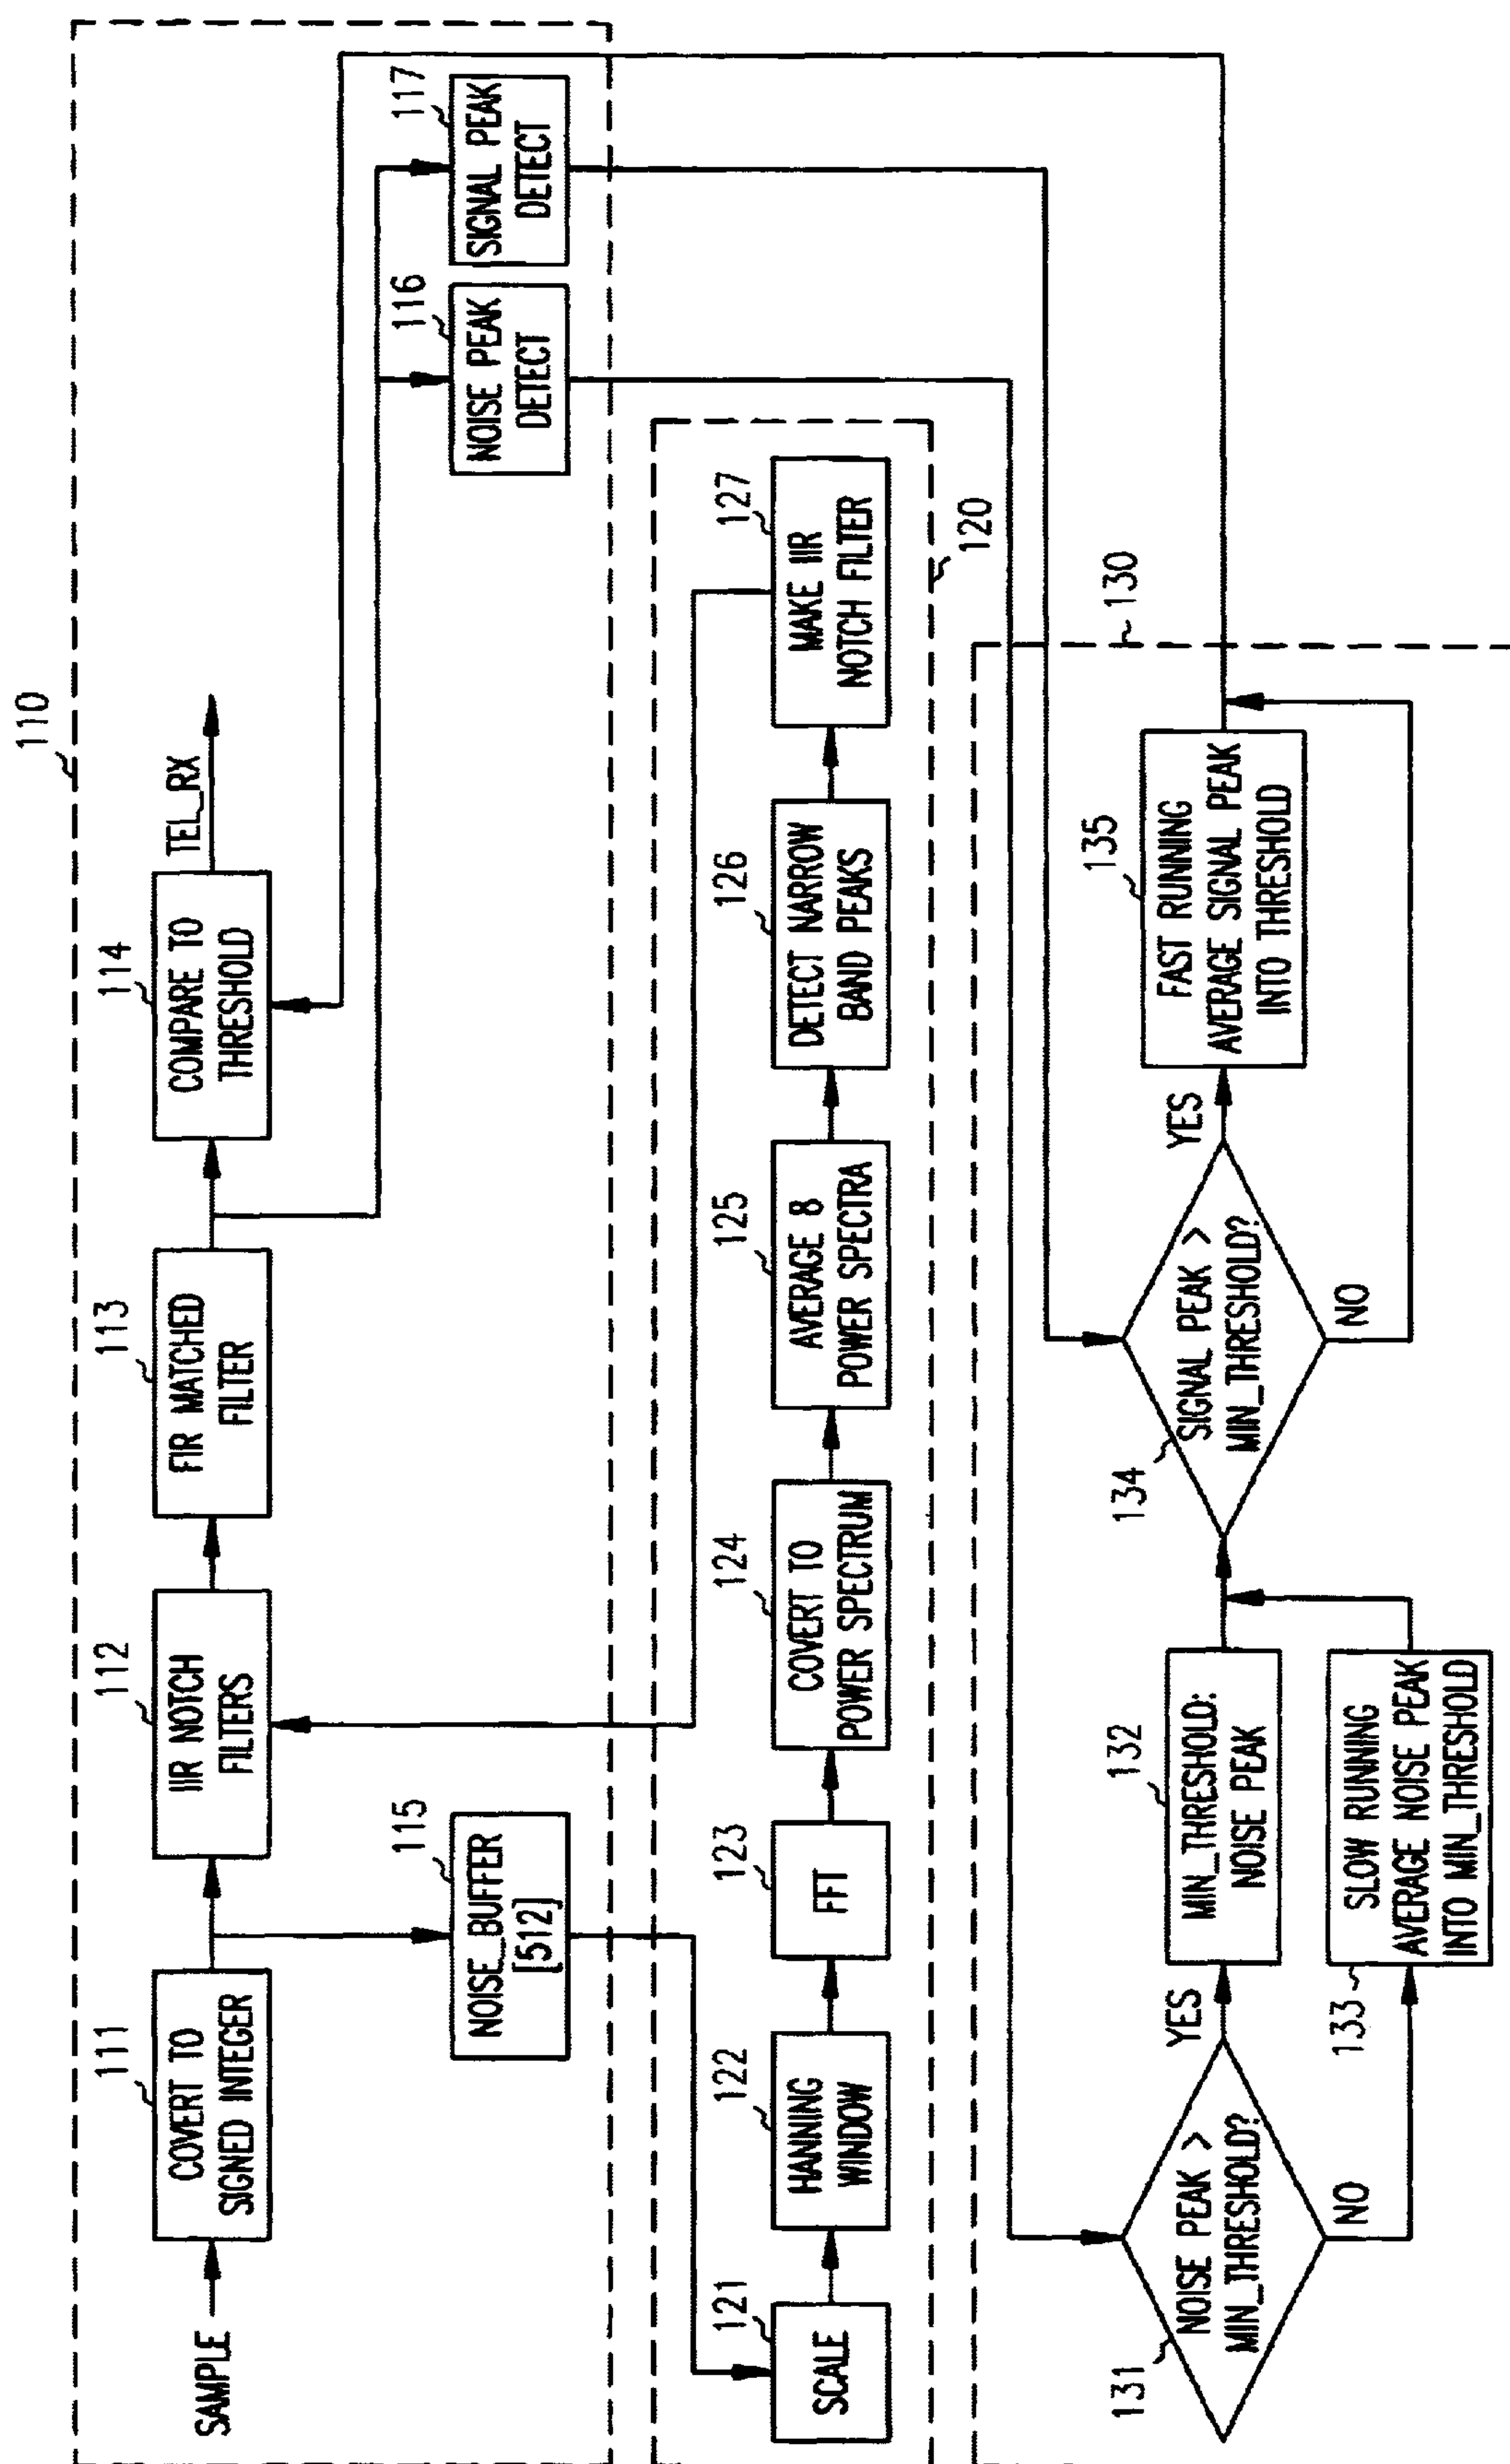 110
SAMPLE
111
COVERT TO
SIGNED INTEGER
112
IIR NOTCH
FILTERS
113
FIR MATCHED
FILTER
114
COMPARE TO
THRESHOLD
TEL_RX
115
NOISE_BUFFER
[512]
116
NOISE PEAK
DETECT
117
SIGNAL PEAK
DETECT
121
SCALE
122
HANNING
WINDOW
123
FFT
124
COVERT TO
POWER SPECTRUM
125
AVERAGE 8
POWER SPECTRA
126
DETECT NARROW
BAND PEAKS
127
MAKE IIR
NOTCH FILTER
120
130
131
NOISE PEAK >
MIN_THRESHOLD?
YES
NO
132
MIN_THRESHOLD:
NOISE PEAK
133
SLOW RUNNING
AVERAGE NOISE PEAK
INTO MIN_THRESHOLD
134
SIGNAL PEAK >
MIN_THRESHOLD?
YES
NO
135
FAST RUNNING
AVERAGE SIGNAL PEAK
INTO THRESHOLD